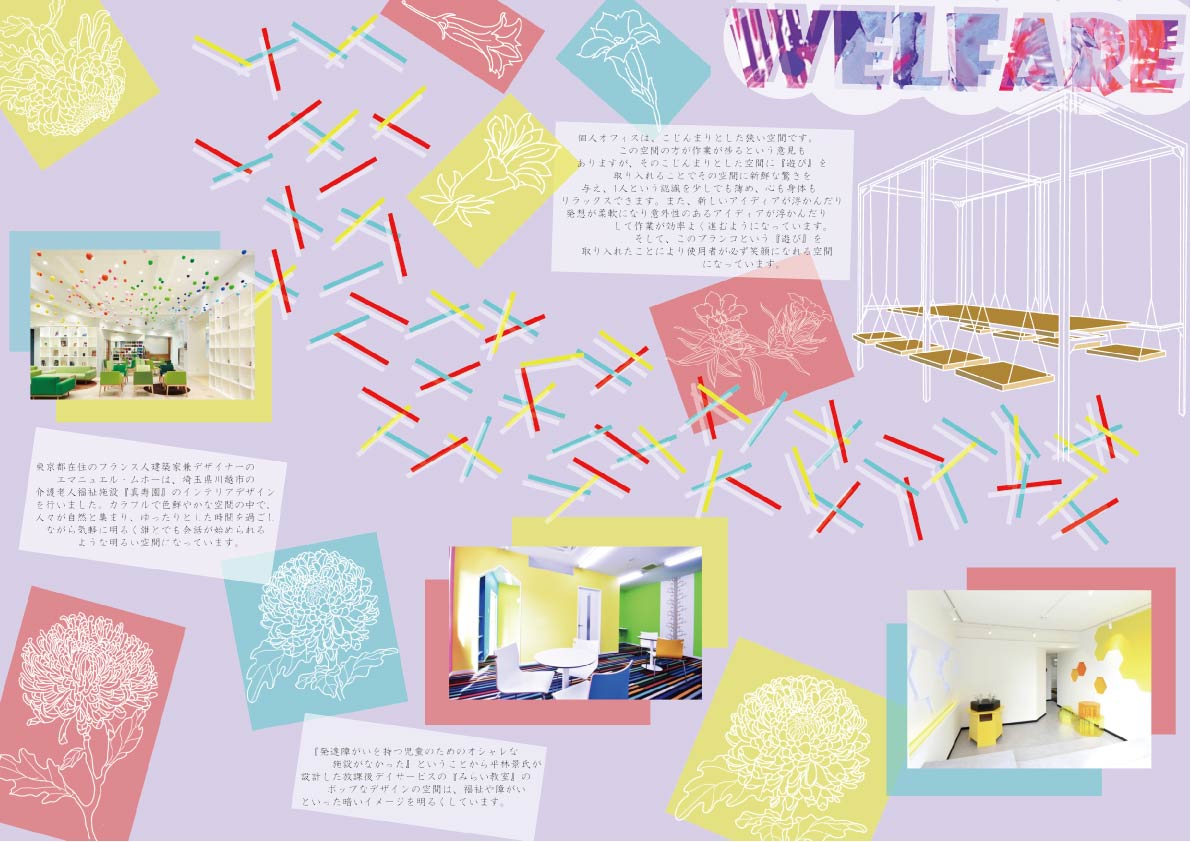 WELFARE
個人オフィスは、こじんまりとした狭い空間です。
この空間の方が作業が捗るという意見も
ありますが、そのこじんまりとした空間に『遊び』を
取り入れることでその空間に新鮮な驚きを
与え、1人という認識を少しでも薄め、心も身体も
リラックスできます。また、新しいアイディアが浮かんだり
発想が柔軟になり意外性のあるアイディアが浮かんだり
して作業が効率よく進むようになっています。
そして、このブランコという『遊び』を
取り入れたことにより使用者が必ず笑顔になれる空間
になっています。
東京都在住のフランス人建築家兼デザイナーの
エマニュエル・ムホーは、埼玉県川越市の
介護老人福祉施設『真寿園』のインテリアデザイン
を行いました。カラフルで色鮮やかな空間の中で、
人々が自然と集まり、ゆったりとした時間を過ごし
ながら気軽に明るく誰とでも会話が始められる
ような明るい空間になっています。
『発達障がいを持つ児童のためのオシャレな
施設がなかった』ということから平林景氏が
設計した放課後デイサービスの『みらい教室』の
ポップなデザインの空間は、福祉や障がい
といった暗いイメージを明るくしています。